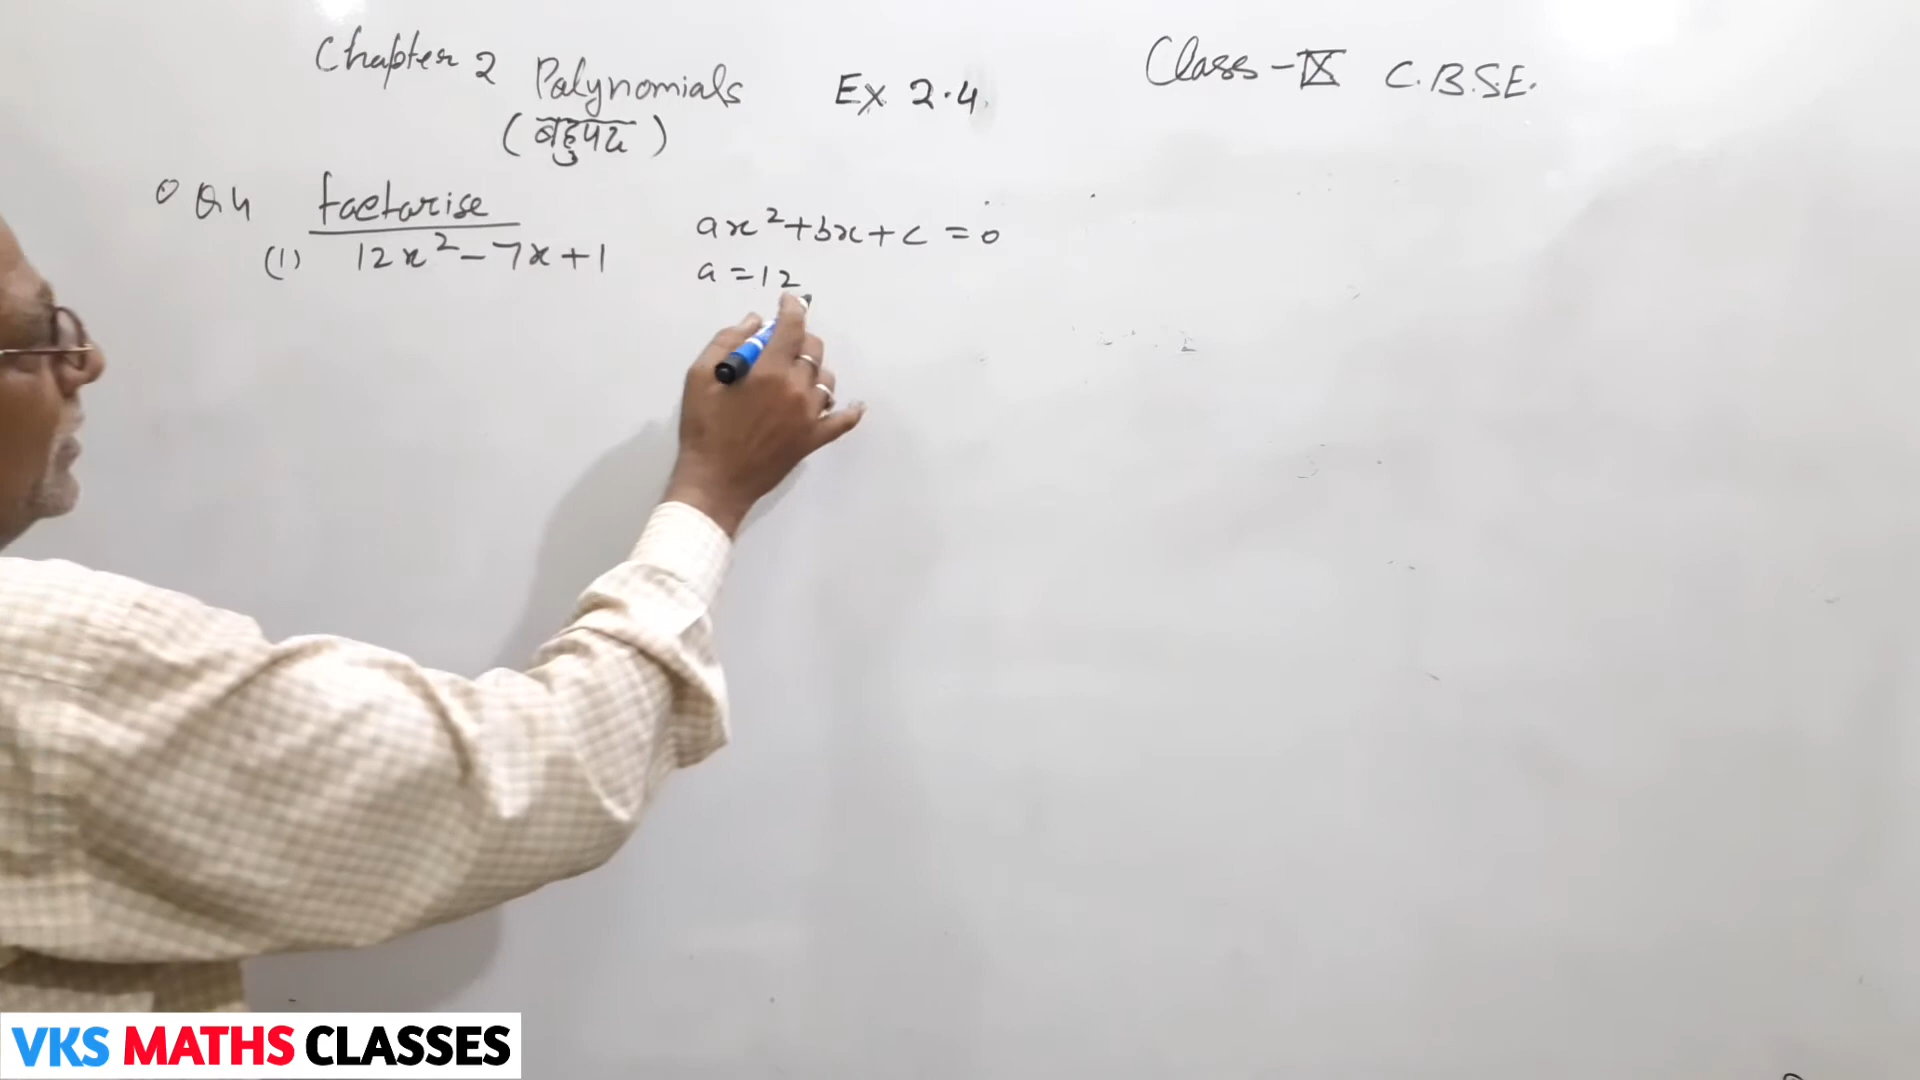 Chapter 2 Polynomials Ex 2.4
(बहुपद)
Class - IX C.B.S.E.
Q4 factorise
(1) 12x² - 7x + 1
ax² + bx + c = 0
a = 12
VKS MATHS CLASSES